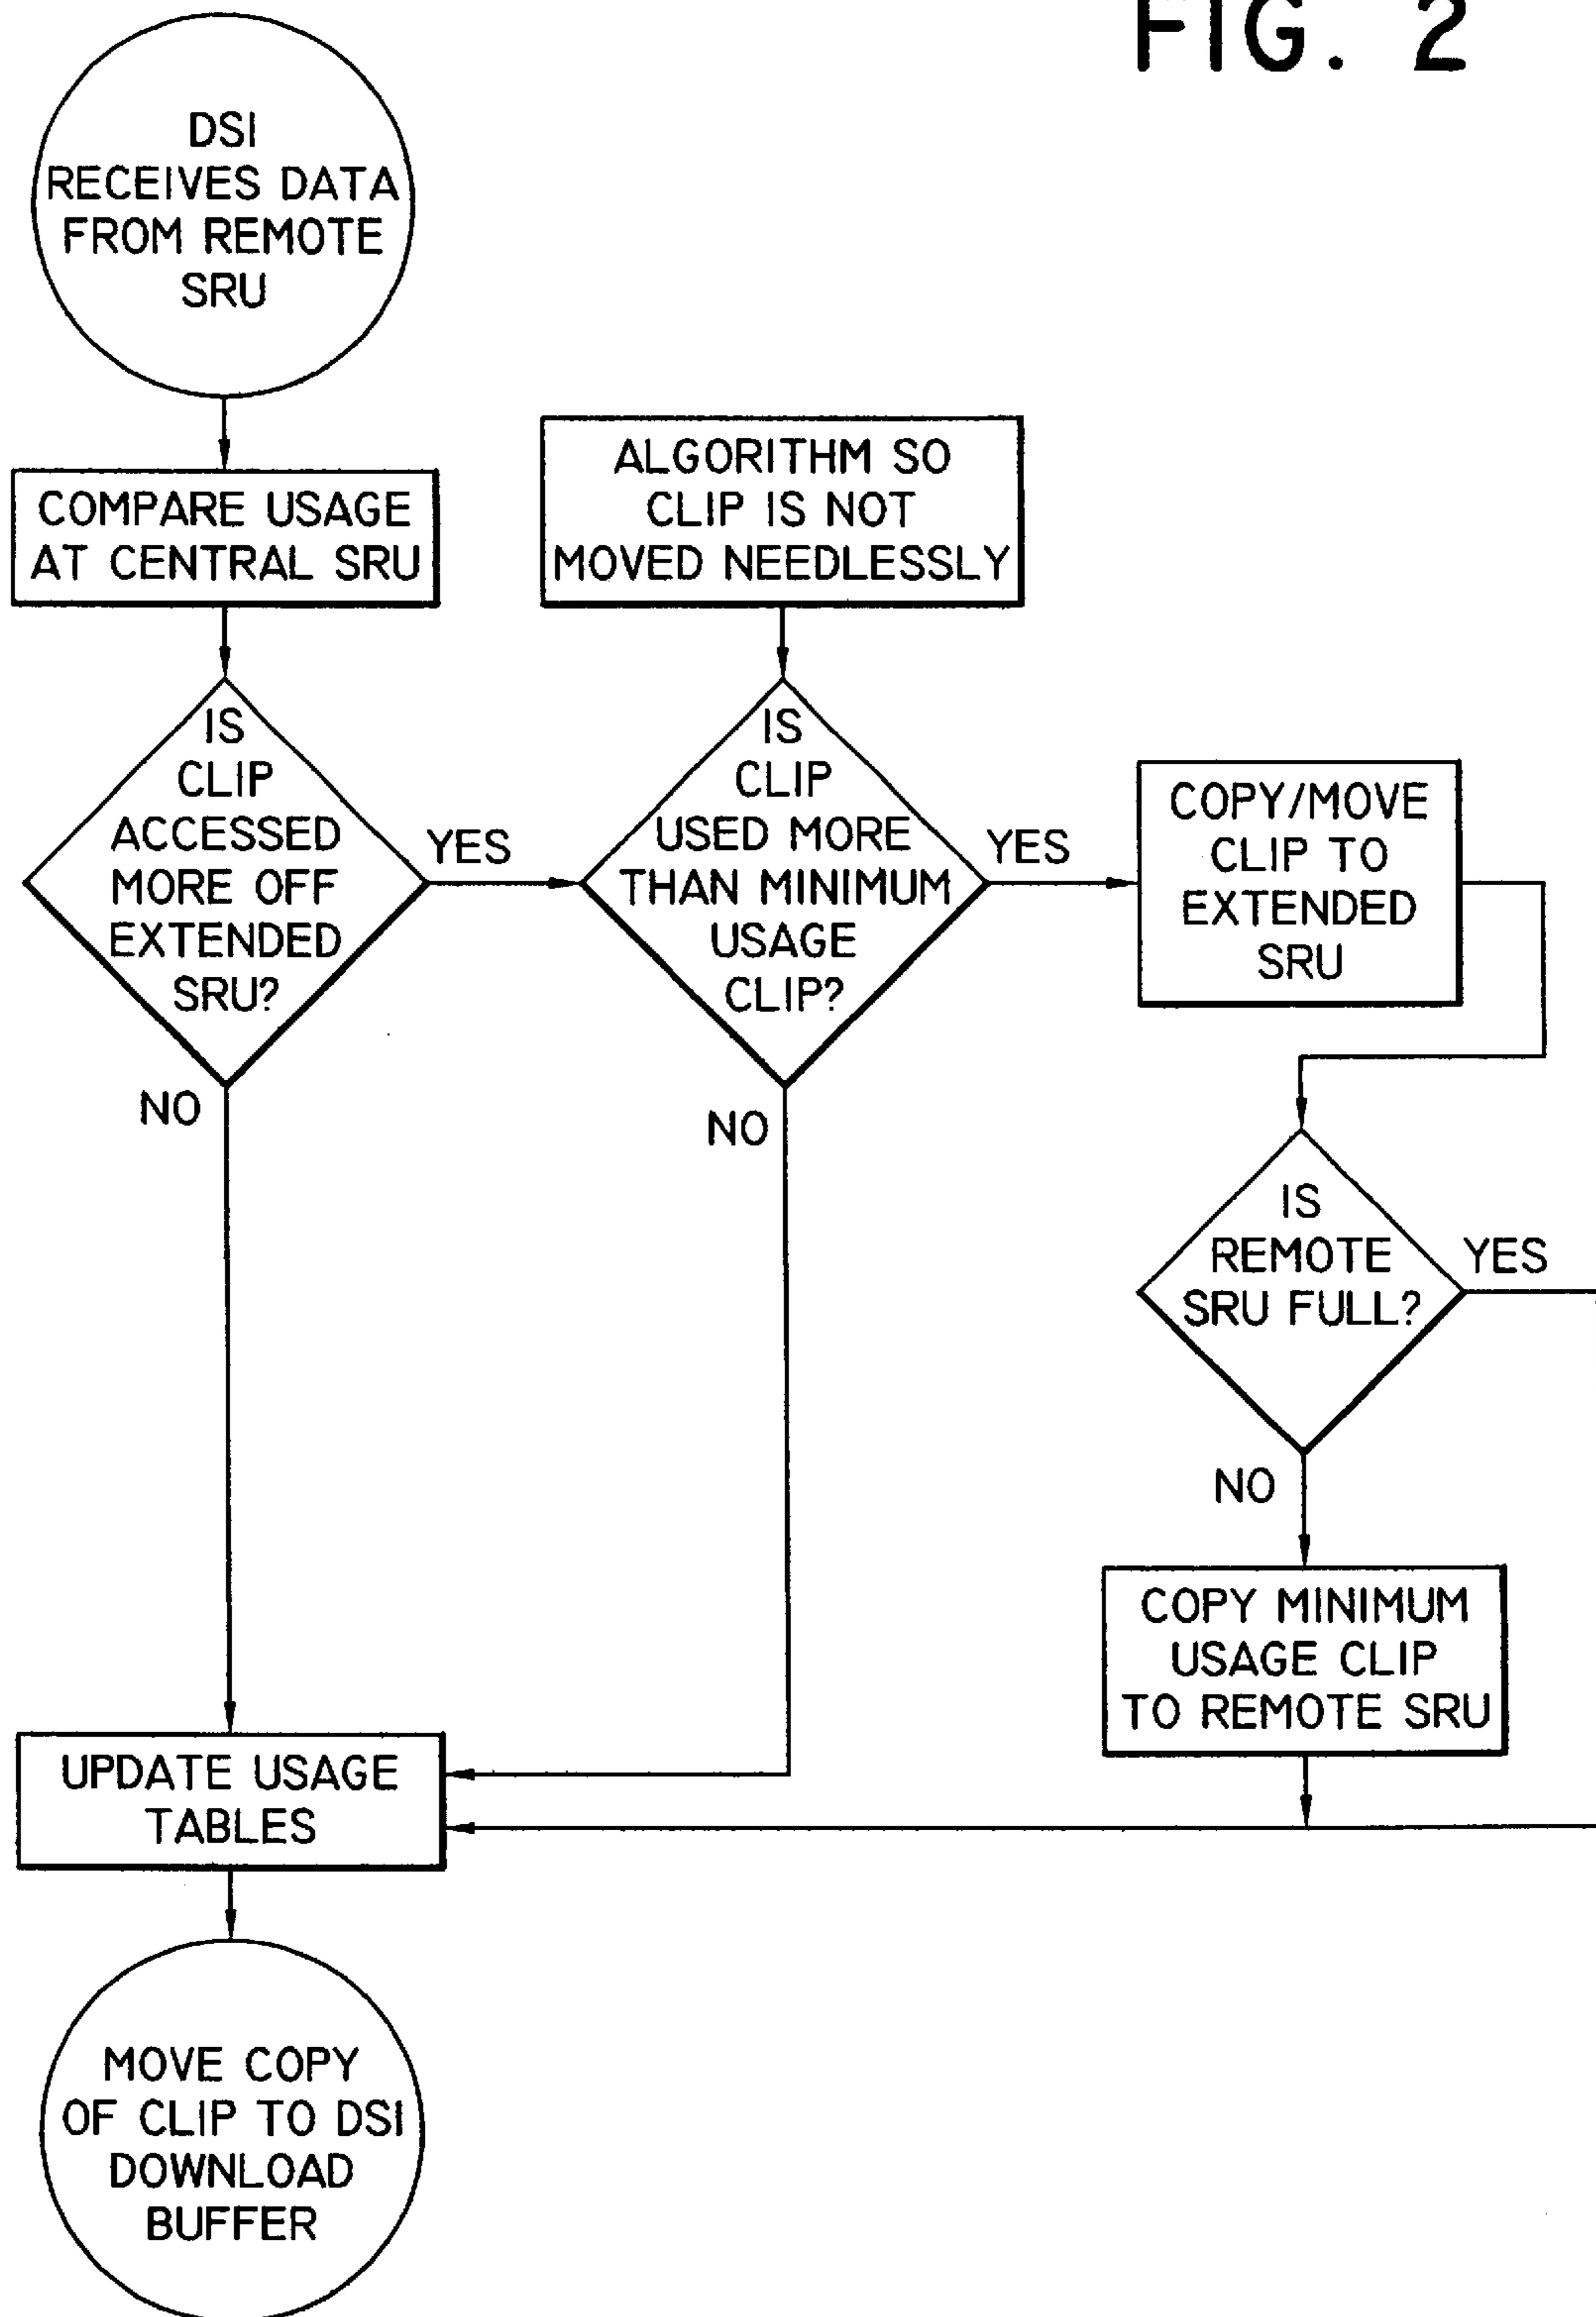 FIG. 2
DSI
RECEIVES DATA
FROM REMOTE
SRU
COMPARE USAGE
AT CENTRAL SRU
ALGORITHM SO
CLIP IS NOT
MOVED NEEDLESSLY
IS
CLIP
ACCESSED
MORE OFF
EXTENDED
SRU?
YES
NO
IS
CLIP
USED MORE
THAN MINIMUM
USAGE
CLIP?
YES
NO
COPY/MOVE
CLIP TO
EXTENDED
SRU
IS
REMOTE
SRU FULL?
YES
NO
COPY MINIMUM
USAGE CLIP
TO REMOTE SRU
UPDATE USAGE
TABLES
MOVE COPY
OF CLIP TO DSI
DOWNLOAD
BUFFER